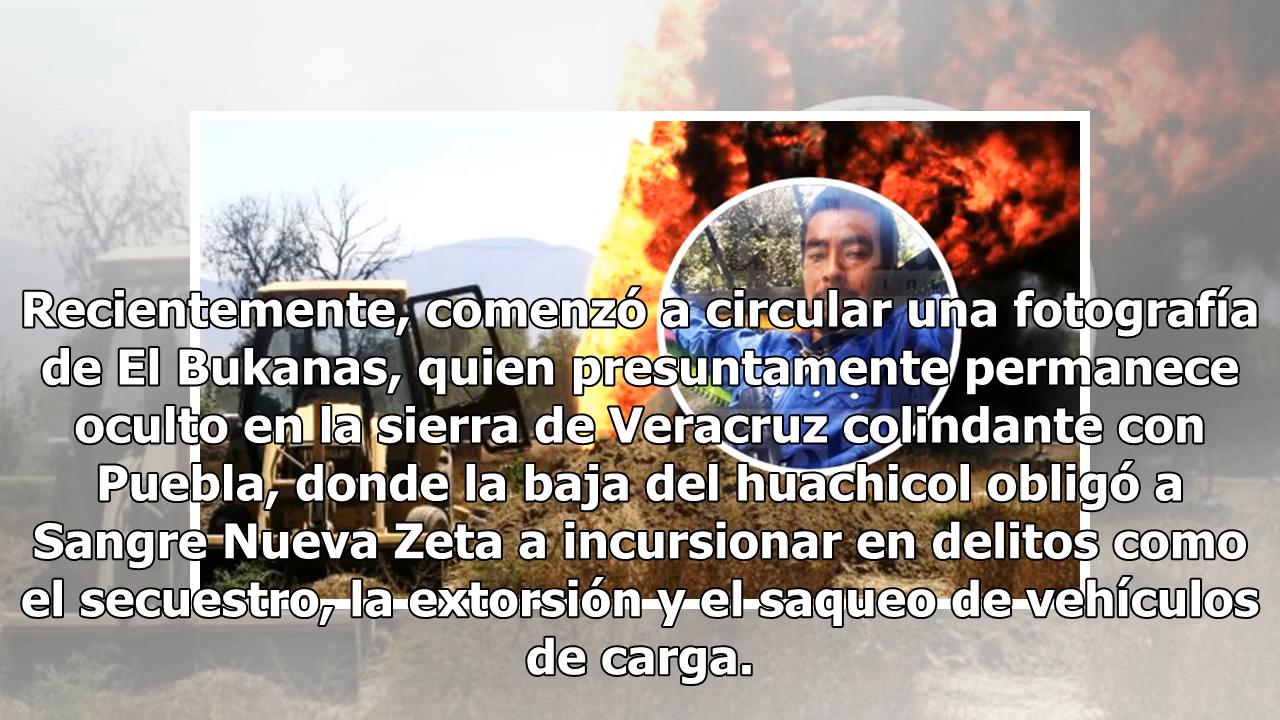 Recientemente, comenzó a circular una fotografía
de El Bukanas, quien presuntamente permanece
oculto en la sierra de Veracruz colindante con
Puebla, donde la baja del huachicol obligó a
Sangre Nueva Zeta a incursionar en delitos como
el secuestro, la extorsión y el saqueo de vehículos
de carga.